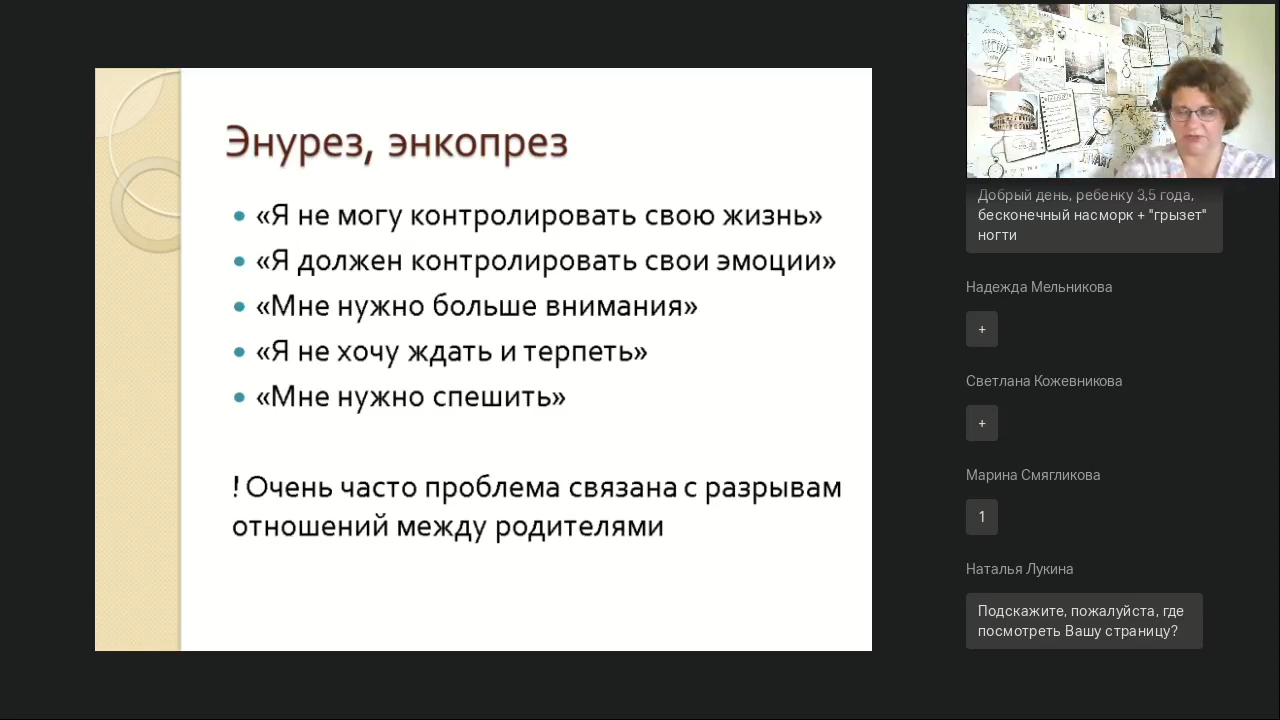 Энурез, энкопрез
«Я не могу контролировать свою жизнь»
«Я должен контролировать свои эмоции»
«Мне нужно больше внимания»
«Я не хочу ждать и терпеть»
«Мне нужно спешить»
! Очень часто проблема связана с разрывам
отношений между родителями
Добрый день, ребенку 3,5 года,
бесконечный насморк + "грызет"
ногти
Надежда Мельникова
+
Светлана Кожевникова
+
Марина Смягликова
1
Наталья Лукина
Подскажите, пожалуйста, где
посмотреть Вашу страницу?